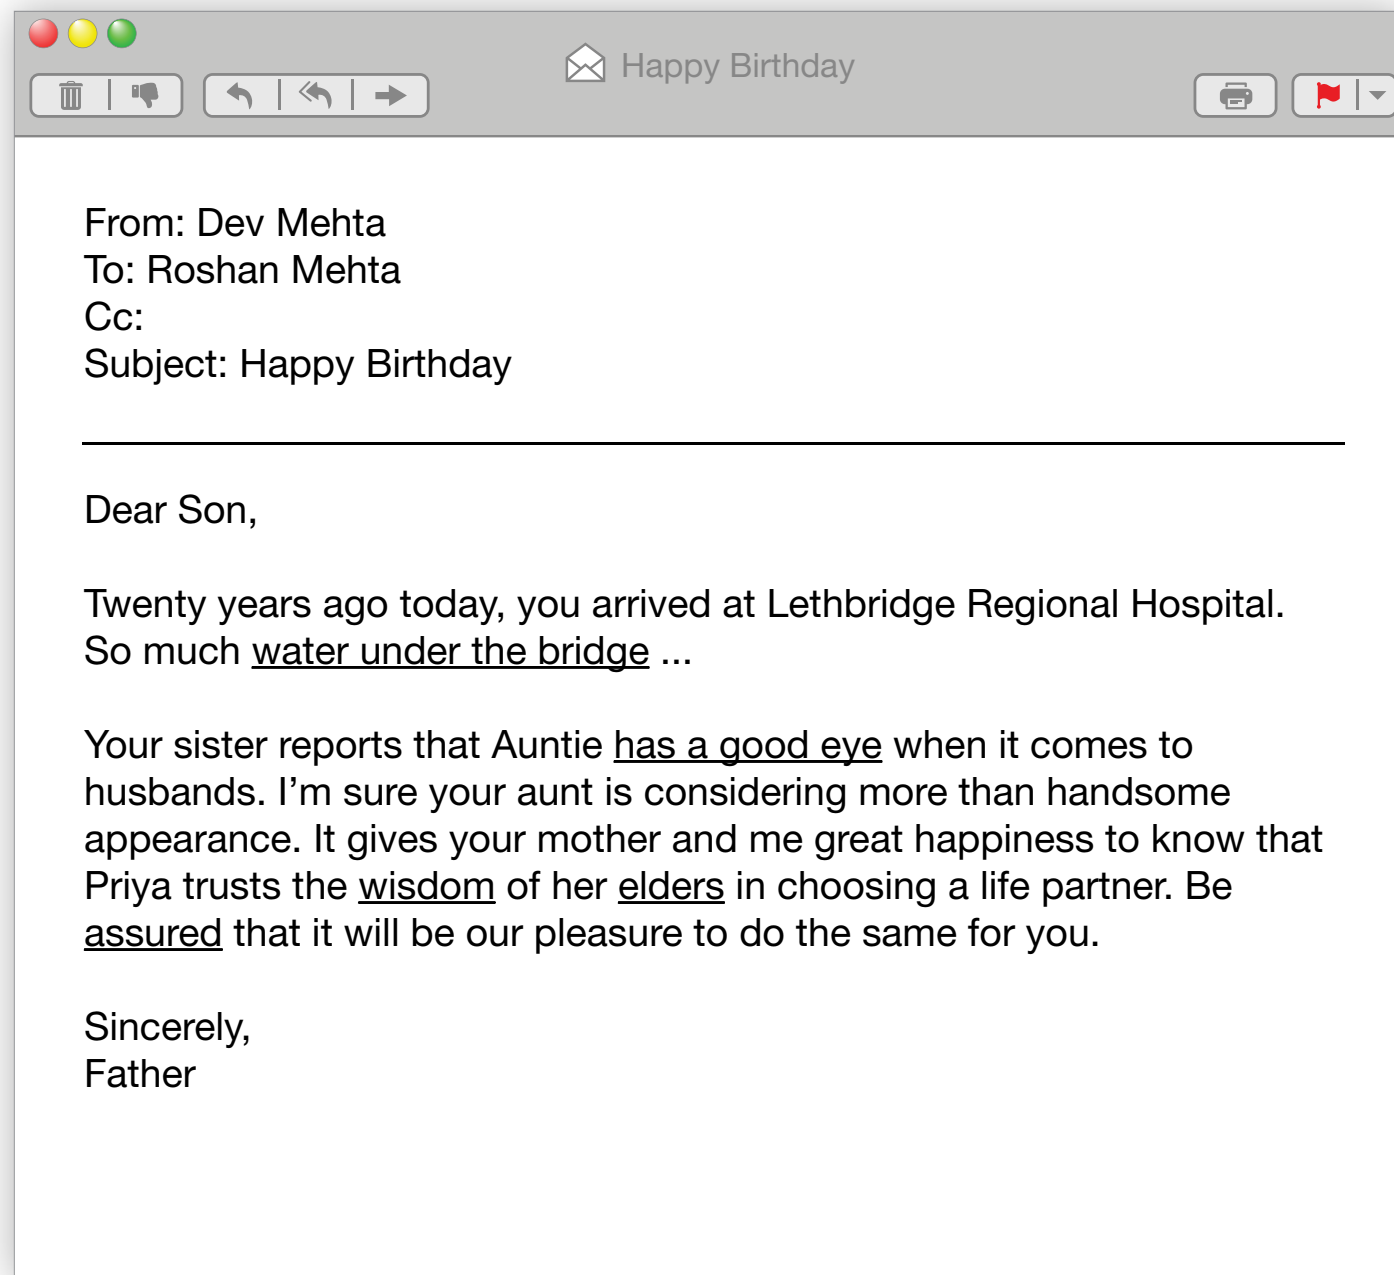 Happy Birthday
From: Dev Mehta
To: Roshan Mehta
Cc:
Subject: Happy Birthday
Dear Son,
Twenty years ago today, you arrived at Lethbridge Regional Hospital.
So much water under the bridge ...
Your sister reports that Auntie has a good eye when it comes to
husbands. I’m sure your aunt is considering more than handsome
appearance. It gives your mother and me great happiness to know that
Priya trusts the wisdom of her elders in choosing a life partner. Be
assured that it will be our pleasure to do the same for you.
Sincerely,
Father